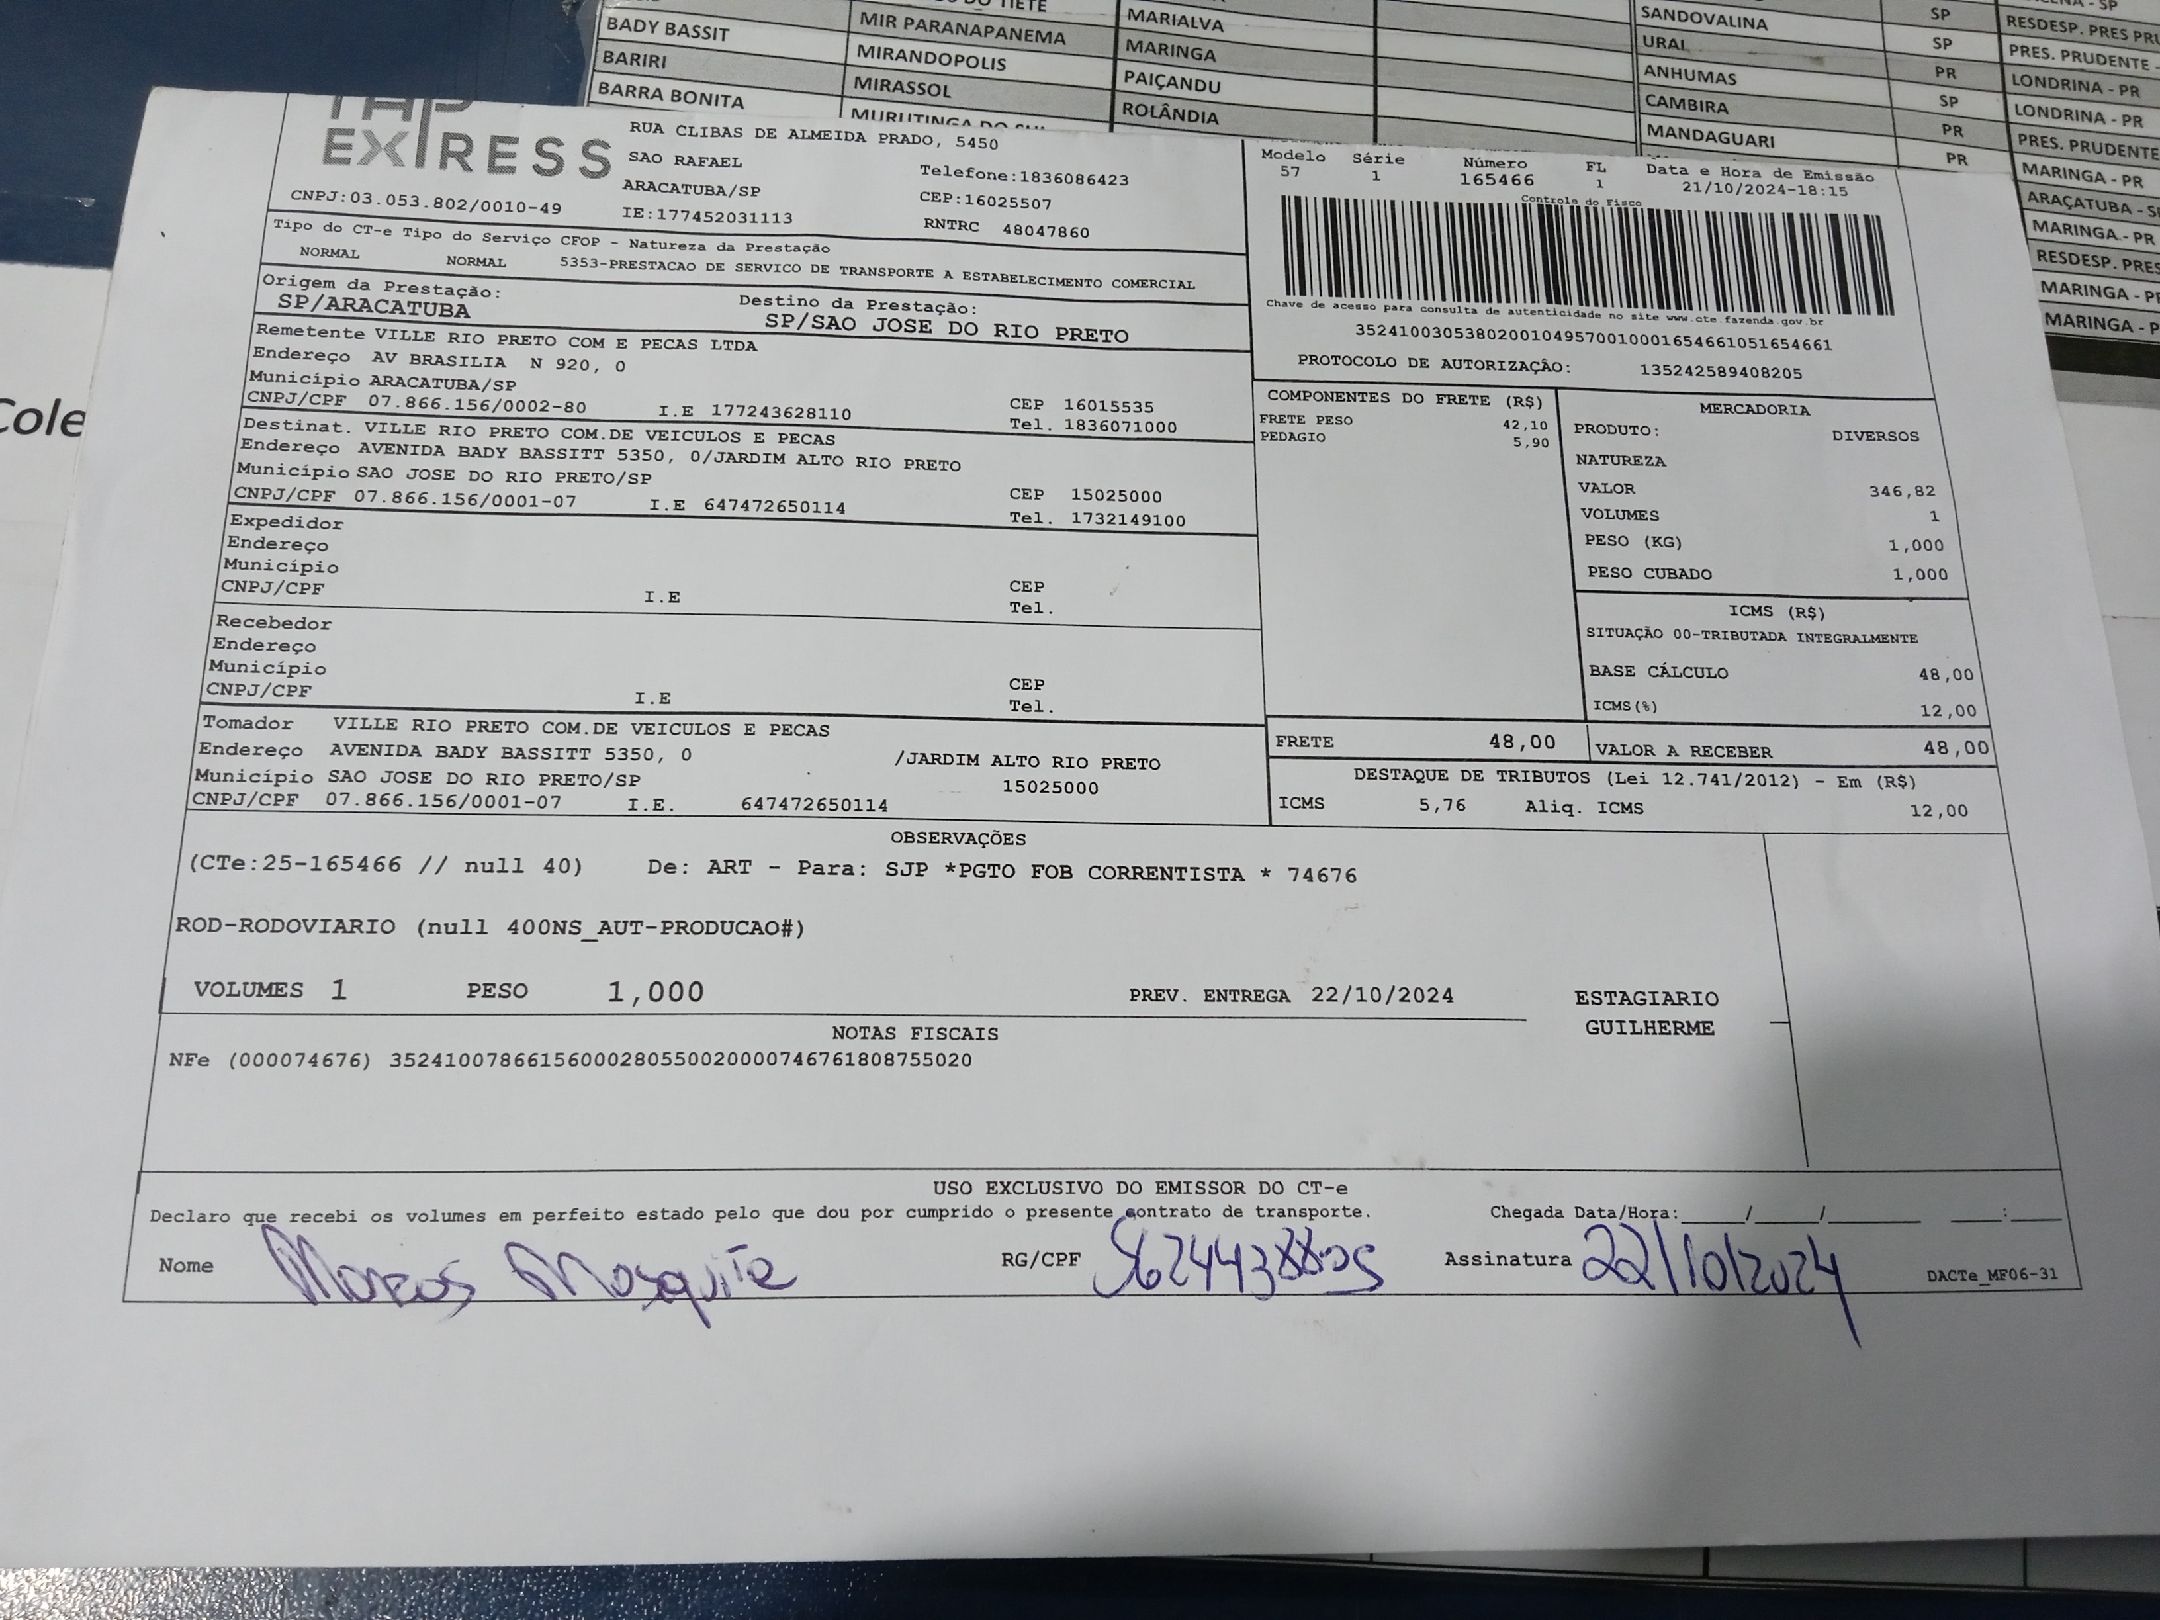 BADY BASSIT MIR PARANAPANEMA MARIALVA
BARIRI MIRANDOPOLIS MARINGA
BARRA BONITA MIRASSOL PAIÇANDU
ROLÂNDIA
SANDOVALINA SP RESDESP. PRES
URAI SP PRES. PRUDENTE -
ANHUMAS PR LONDRINA - PR
CAMBIRA SP LONDRINA - PR
MANDAGUARI PR PRES. PRUDENTE
PR MARINGA - PR
ARAÇATUBA -
MARINGA - PR
RESDESP. PRES
MARINGA -
MARINGA -
EXPRESS
RUA CLIBAS DE ALMEIDA PRADO, 5450
SAO RAFAEL Telefone:1836086423
ARACATUBA/SP CEP:16025507
CNPJ:03.053.802/0010-49 IE:177452031113 RNTRC 48047860
Modelo Série Número FL Data e Hora de Emissão
57 1 165466 1 21/10/2024-18:15
Controle do Fisco
Tipo do CT-e Tipo do Serviço CFOP - Natureza da Prestação
NORMAL NORMAL 5353-PRESTACAO DE SERVICO DE TRANSPORTE A ESTABELECIMENTO COMERCIAL
Origem da Prestação: Destino da Prestação:
SP/ARACATUBA SP/SAO JOSE DO RIO PRETO
Chave de acesso para consulta de autenticidade no site www.cte.fazenda.gov.br
35241003053802001049570010001654661051654661
PROTOCOLO DE AUTORIZAÇÃO: 135242589408205
Remetente VILLE RIO PRETO COM E PECAS LTDA
Endereço AV BRASILIA N 920, 0
Município ARACATUBA/SP CEP 16015535
CNPJ/CPF 07.866.156/0002-80 I.E 177243628110 Tel. 1836071000
Destinat. VILLE RIO PRETO COM.DE VEICULOS E PECAS
Endereço AVENIDA BADY BASSITT 5350, 0/JARDIM ALTO RIO PRETO
Município SAO JOSE DO RIO PRETO/SP CEP 15025000
CNPJ/CPF 07.866.156/0001-07 I.E 647472650114 Tel. 1732149100
Expedidor
Endereço
Município CEP
CNPJ/CPF I.E Tel.
Recebedor
Endereço
Município CEP
CNPJ/CPF I.E Tel.
Tomador VILLE RIO PRETO COM.DE VEICULOS E PECAS
Endereço AVENIDA BADY BASSITT 5350, 0 /JARDIM ALTO RIO PRETO
Município SAO JOSE DO RIO PRETO/SP 15025000
CNPJ/CPF 07.866.156/0001-07 I.E. 647472650114
COMPONENTES DO FRETE (R$)
FRETE PESO 42,10
PEDAGIO 5,90
MERCADORIA
PRODUTO: DIVERSOS
NATUREZA
VALOR 346,82
VOLUMES 1
PESO (KG) 1,000
PESO CUBADO 1,000
ICMS (R$)
SITUAÇÃO 00-TRIBUTADA INTEGRALMENTE
BASE CÁLCULO 48,00
ICMS(%) 12,00
FRETE 48,00 VALOR A RECEBER 48,00
DESTAQUE DE TRIBUTOS (Lei 12.741/2012) - Em (R$)
ICMS 5,76 Aliq. ICMS 12,00
OBSERVAÇÕES
(CTe:25-165466 // null 40) De: ART - Para: SJP *PGTO FOB CORRENTISTA * 74676
ROD-RODOVIARIO (null 400NS_AUT-PRODUCAO#)
VOLUMES 1 PESO 1,000 PREV. ENTREGA 22/10/2024 ESTAGIARIO
GUILHERME
NOTAS FISCAIS
NFe (000074676) 35241007866156000280550020000746761808755020
USO EXCLUSIVO DO EMISSOR DO CT-e
Declaro que recebi os volumes em perfeito estado pelo que dou por cumprido o presente contrato de transporte. Chegada Data/Hora:____/____/______ ____:____
Nome Marcos Mosquita RG/CPF Assinatura 22/10/2024 DACTe_MF06-31